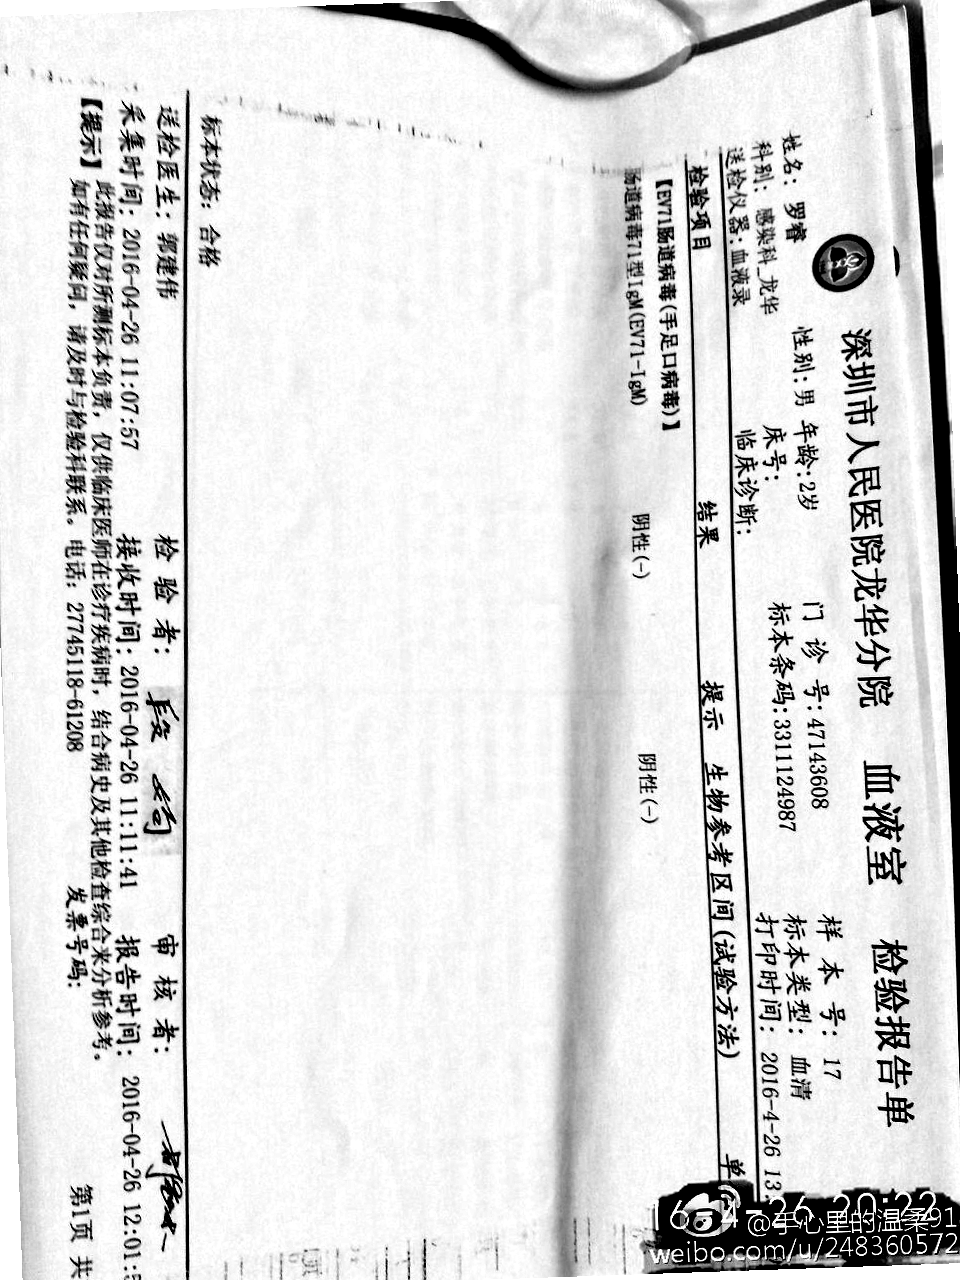 深圳市人民医院龙华分院 血液室 检验报告单
姓名: 罗睿 性别:男 年龄:2岁 门 诊 号:47143608 样 本 号: 17
科别: 感染科_龙华 床号: 标本条码:3311124987 标本类型: 血清
送检仪器:血液录 临床诊断: 打印时间: 2016-4-26 13:
检验项目 结果 提示 生物参考区间(试验方法) 单
【EV71肠道病毒(手足口病毒)】
肠道病毒71型IgM(EV71-IgM) 阴性(-) 阴性(-)
标本状态: 合格
送检医生: 郭建伟 检 验 者: 审 核 者:
采集时间: 2016-04-26 11:07:57 接收时间: 2016-04-26 11:11:41 报告时间: 2016-04-26 12:01:5
【提示】 此报告仅对所测标本负责, 仅供临床医师在诊疗疾病时, 结合病史及其他检查综合来分析参考。
如有任何疑问, 请及时与检验科联系。电话: 27745118-61208 发票号码: 第1页 共
16-4-26 20:22
@手心里的温柔91
weibo.com/u/248360572